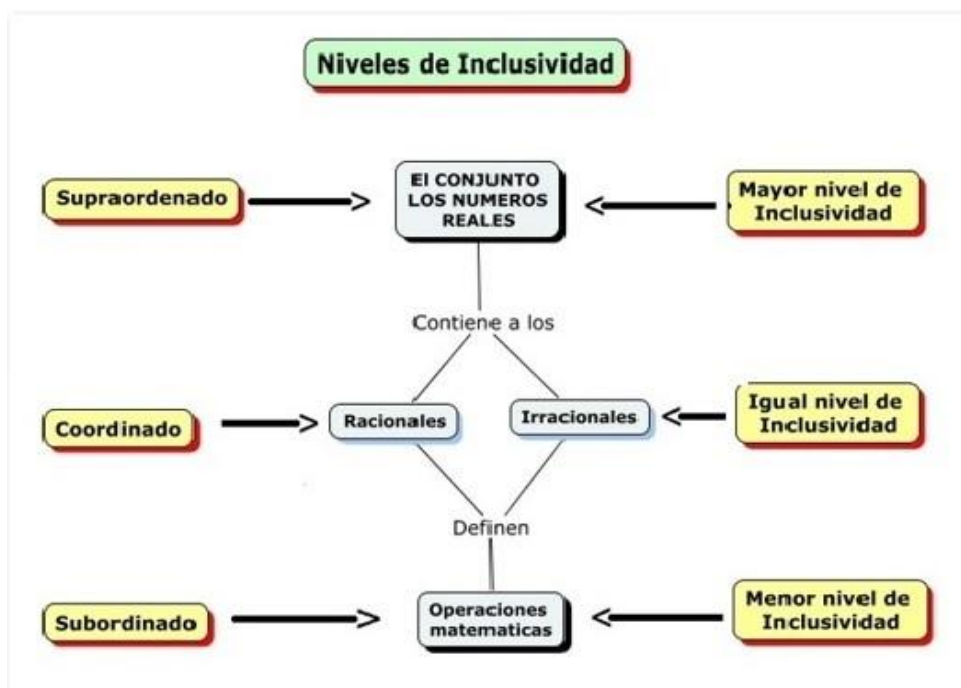 Niveles de Inclusividad
Supraordenado
El CONJUNTO
LOS NUMEROS
REALES
Mayor nivel de
Inclusividad
Contiene a los
Coordinado
Racionales
Irracionales
Igual nivel de
Inclusividad
Definen
Subordinado
Operaciones
matematicas
Menor nivel de
Inclusividad